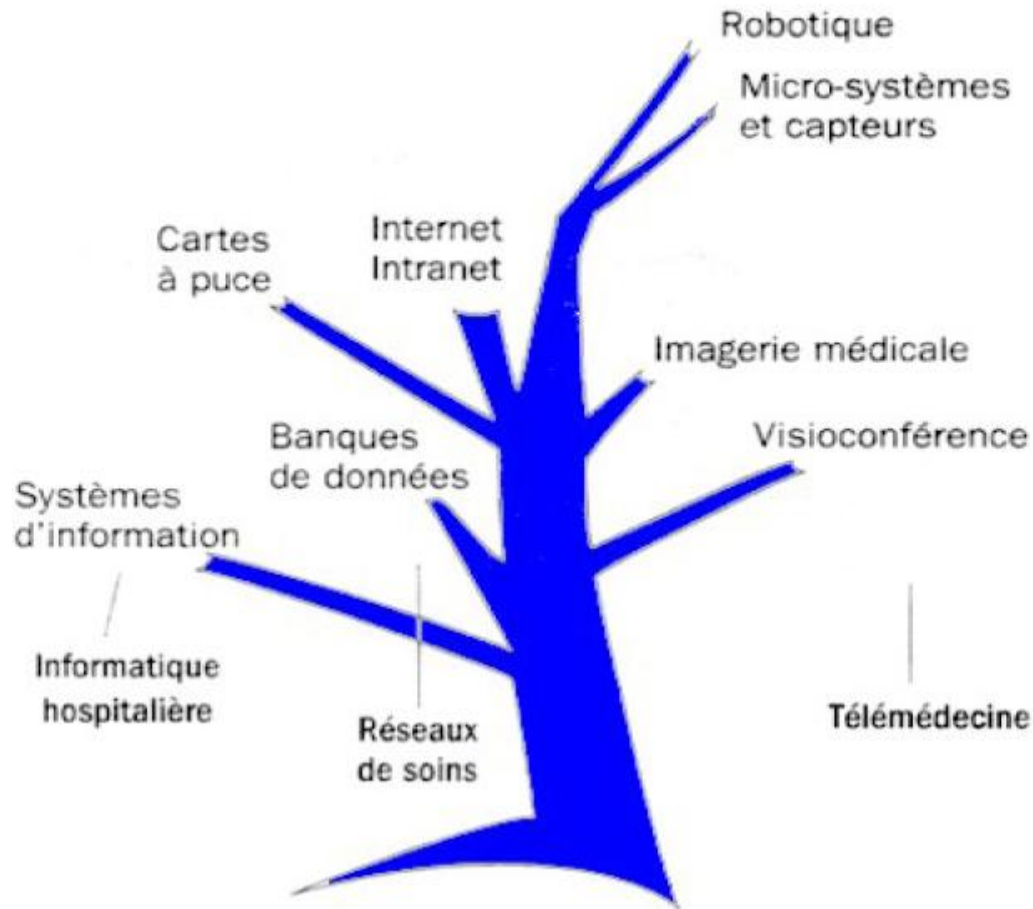 Robotique
Micro-systèmes
et capteurs
Cartes
à puce
Internet
Intranet
Imagerie médicale
Banques
de données
Visioconférence
Systèmes
d'information
Informatique
hospitalière
Réseaux
de soins
Télémédecine